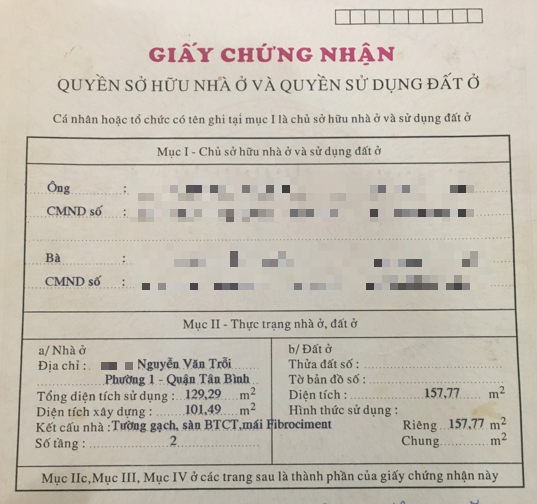 GIẤY CHỨNG NHẬN
QUYỀN SỞ HỮU NHÀ Ở VÀ QUYỀN SỬ DỤNG ĐẤT Ở
Cá nhân hoặc tổ chức có tên ghi tại mục I là chủ sở hữu nhà ở và sử dụng đất ở
Mục I - Chủ sở hữu nhà ở và sử dụng đất ở
Ông :
CMND số :
Bà :
CMND số :
Mục II - Thực trạng nhà ở, đất ở
a/ Nhà ở
Địa chỉ : Nguyễn Văn Trỗi
Phường 1 - Quận Tân Bình
Tổng diện tích sử dụng : 129,29 m2
Diện tích xây dựng : 101,49 m2
Kết cấu nhà : Tường gạch, sàn BTCT, mái Fibrociment
Số tầng : 2
b/ Đất ở
Thửa đất số :
Tờ bản đồ số :
Diện tích : 157,77 m2
Hình thức sử dụng :
Riêng 157,77 m2
Chung m2
Mục IIc, Mục III, Mục IV ở các trang sau là thành phần của giấy chứng nhận này